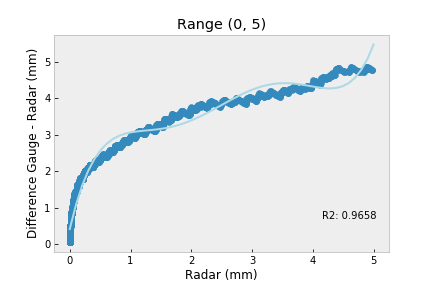 Range (0, 5)
Difference Gauge - Radar (mm)
5
4
3
2
1
0
R2: 0.9658
0 1 2 3 4 5
Radar (mm)